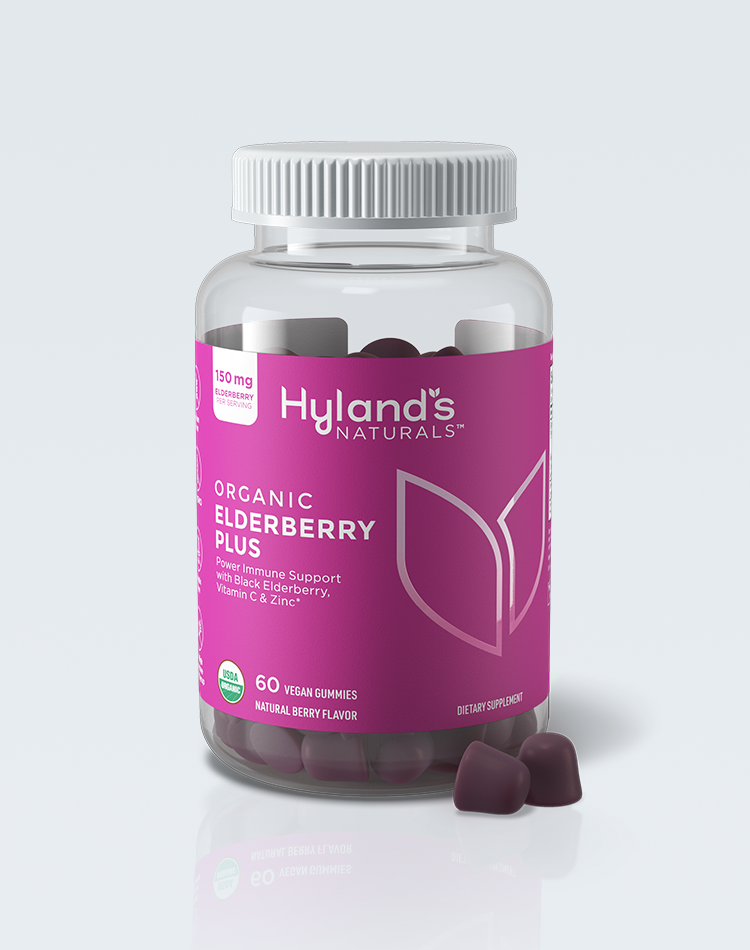 150 mg
ELDERBERRY
PER SERVING
Hyland's
NATURALS™
ORGANIC
ELDERBERRY
PLUS
Power Immune Support
with Black Elderberry,
Vitamin C & Zinc*
USDA
ORGANIC
60 VEGAN GUMMIES
NATURAL BERRY FLAVOR
DIETARY SUPPLEMENT